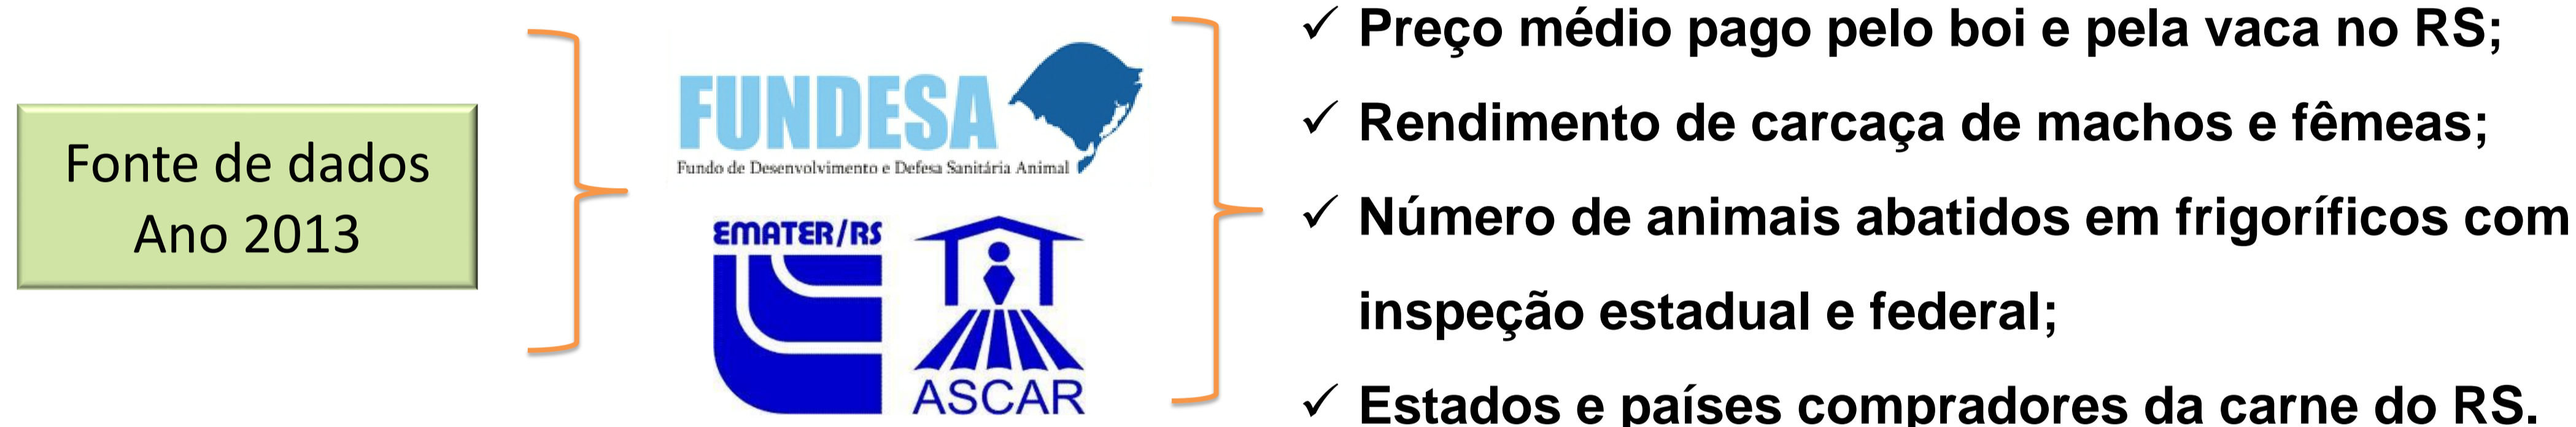 Fonte de dados
Ano 2013
FUNDESA
Fundo de Desenvolvimento e Defesa Sanitária Animal
EMATER/RS
ASCAR
✓ Preço médio pago pelo boi e pela vaca no RS;
✓ Rendimento de carcaça de machos e fêmeas;
✓ Número de animais abatidos em frigoríficos com
inspeção estadual e federal;
✓ Estados e países compradores da carne do RS.